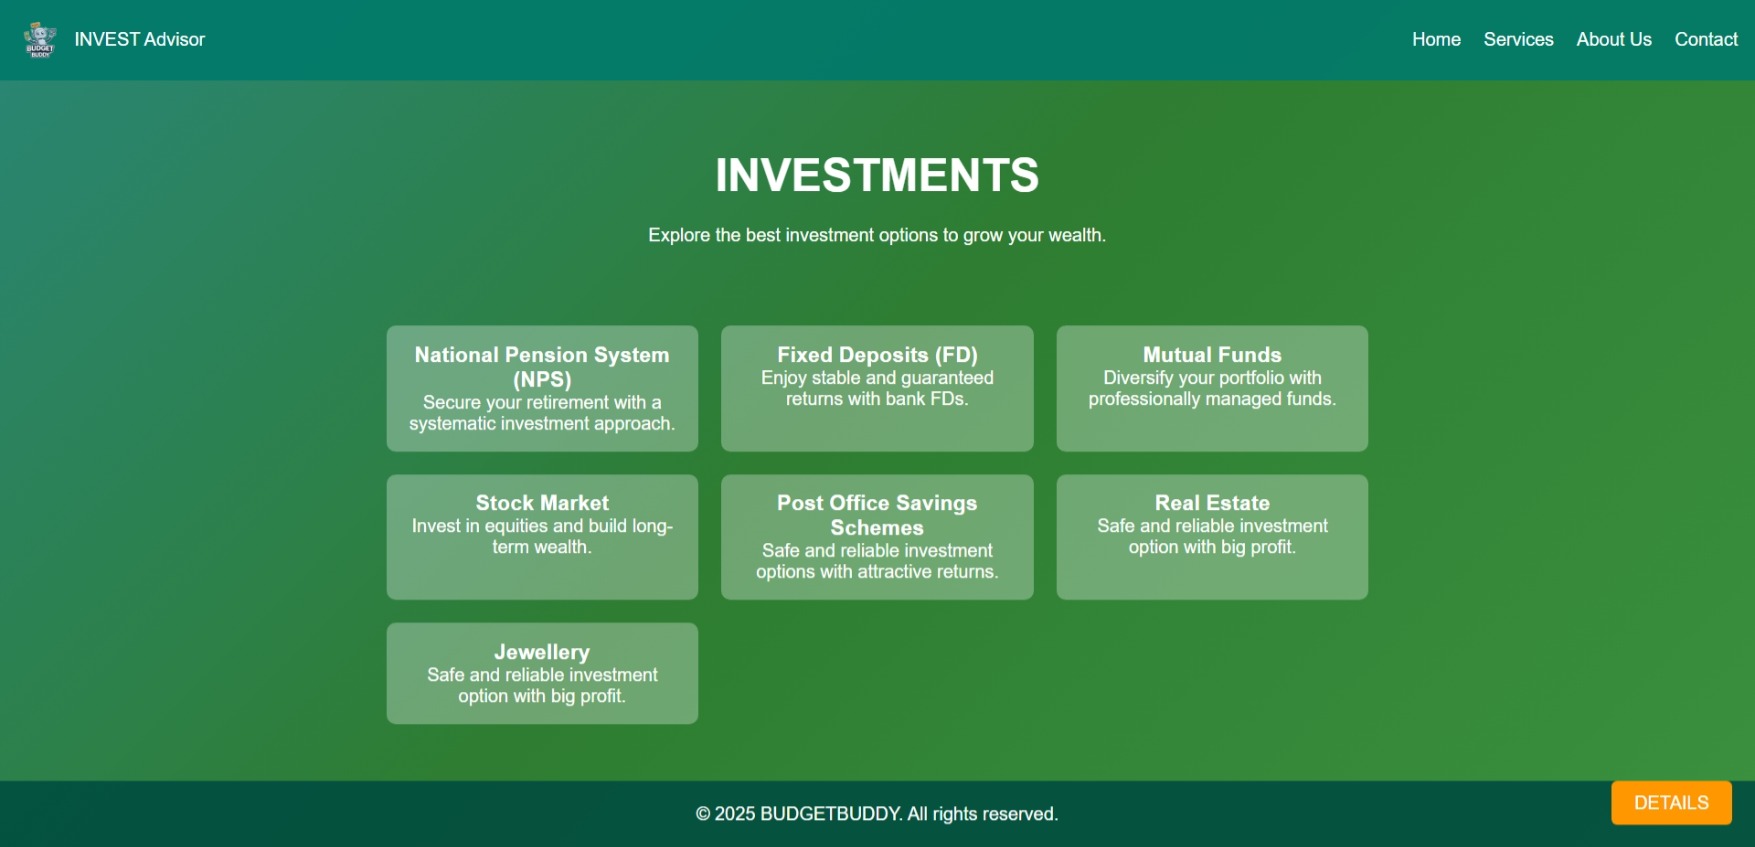 BUDGET
BUDDY
INVEST Advisor
Home Services About Us Contact
INVESTMENTS
Explore the best investment options to grow your wealth.
National Pension System
(NPS)
Secure your retirement with a
systematic investment approach.
Fixed Deposits (FD)
Enjoy stable and guaranteed
returns with bank FDs.
Mutual Funds
Diversify your portfolio with
professionally managed funds.
Stock Market
Invest in equities and build long-
term wealth.
Post Office Savings
Schemes
Safe and reliable investment
options with attractive returns.
Real Estate
Safe and reliable investment
option with big profit.
Jewellery
Safe and reliable investment
option with big profit.
© 2025 BUDGETBUDDY. All rights reserved.
DETAILS